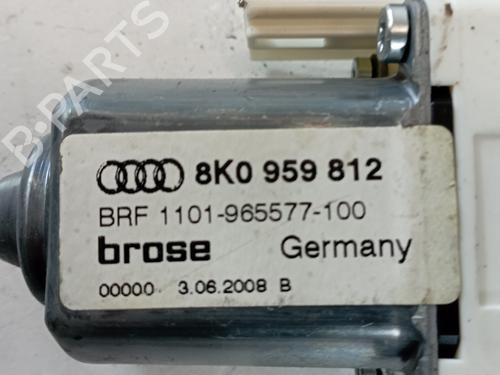 8K0 959 812
BRF 1101-965577-100
brose Germany
00000 3.06.2008 B
B-PARTS